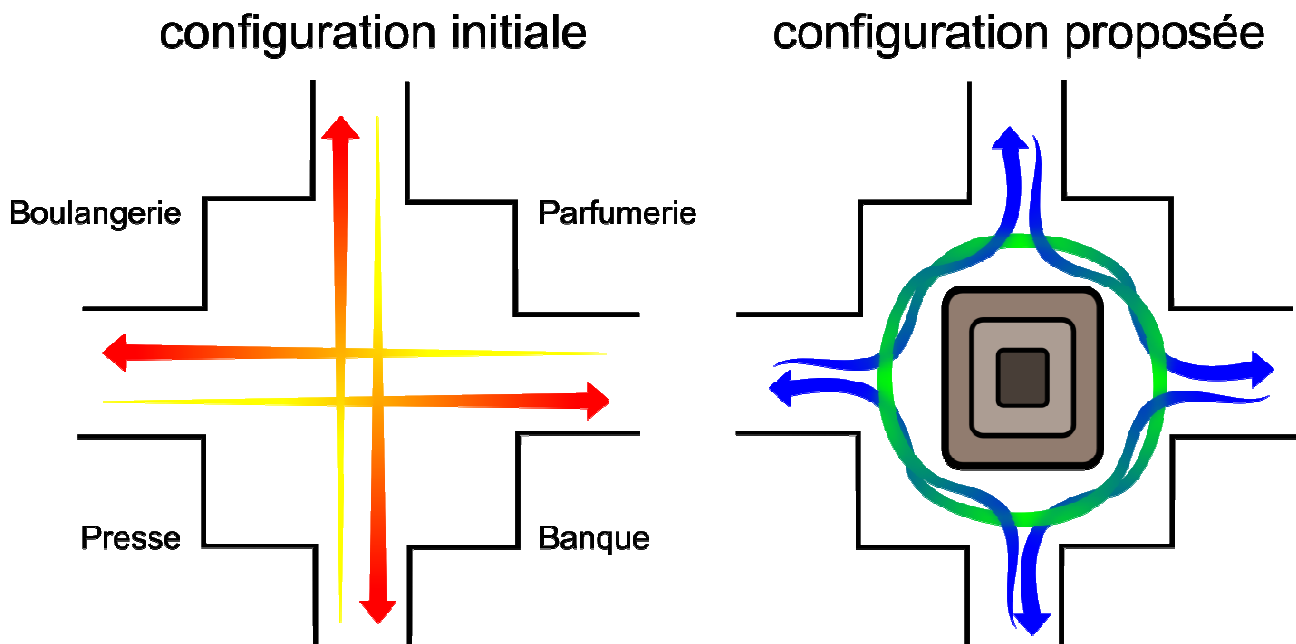 configuration initiale
configuration proposée
Boulangerie
Parfumerie
Presse
Banque